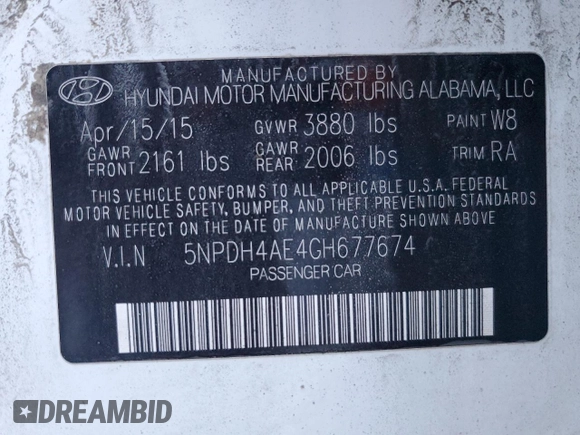 MANUFACTURED BY
HYUNDAI MOTOR MANUFACTURING ALABAMA, LLC
Apr/15/15 GVWR 3880 lbs PAINT W8
GAWR FRONT 2161 lbs GAWR REAR 2006 lbs TRIM RA
THIS VEHICLE CONFORMS TO ALL APPLICABLE U.S.A. FEDERAL
MOTOR VEHICLE SAFETY, BUMPER, AND THEFT PREVENTION STANDARDS
IN EFFECT ON THE DATE OF MANUFACTURE SHOWN ABOVE
V.I.N 5NPDH4AE4GH677674
PASSENGER CAR
DREAMBID